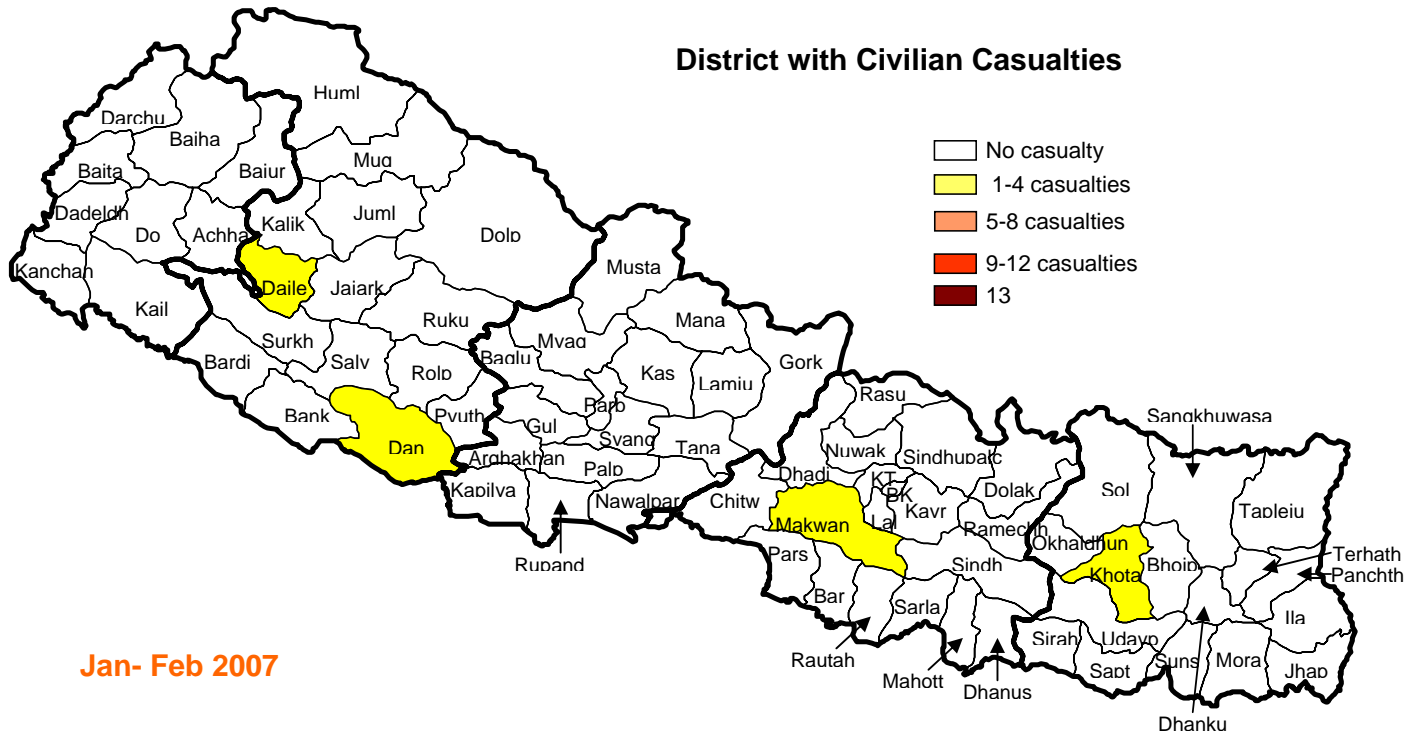 District with Civilian Casualties
No casualty
1-4 casualties
5-8 casualties
9-12 casualties
13
Huml
Darchu
Baiha
Baita
Baiur
Mug
Dadeldh
Do
Achha
Kalik
Juml
Dolp
Kanchan
Kail
Daile
Jaiark
Ruku
Musta
Mana
Surkh
Bardi
Saly
Rolp
Myag
Baglu
Kas
Lamju
Gork
Bank
Dan
Pyuth
Gul
Parb
Syang
Tana
Arghakhan
Palp
Kapilva
Nawalpar
Rupand
Rasu
Nuwak
Sindhupalc
Dhadi
KT
BK
Lal
Kavr
Dolak
Ramechh
Chitw
Makwan
Pars
Bar
Sindh
Sarla
Rautah
Mahott
Dhanus
Sangkhuwasa
Sol
Tapleju
Okhaldhun
Khota
Bhojp
Terhath
Panchth
Ila
Sirah
Udayp
Sapt
Suns
Mora
Jhap
Dhanku
Jan- Feb 2007